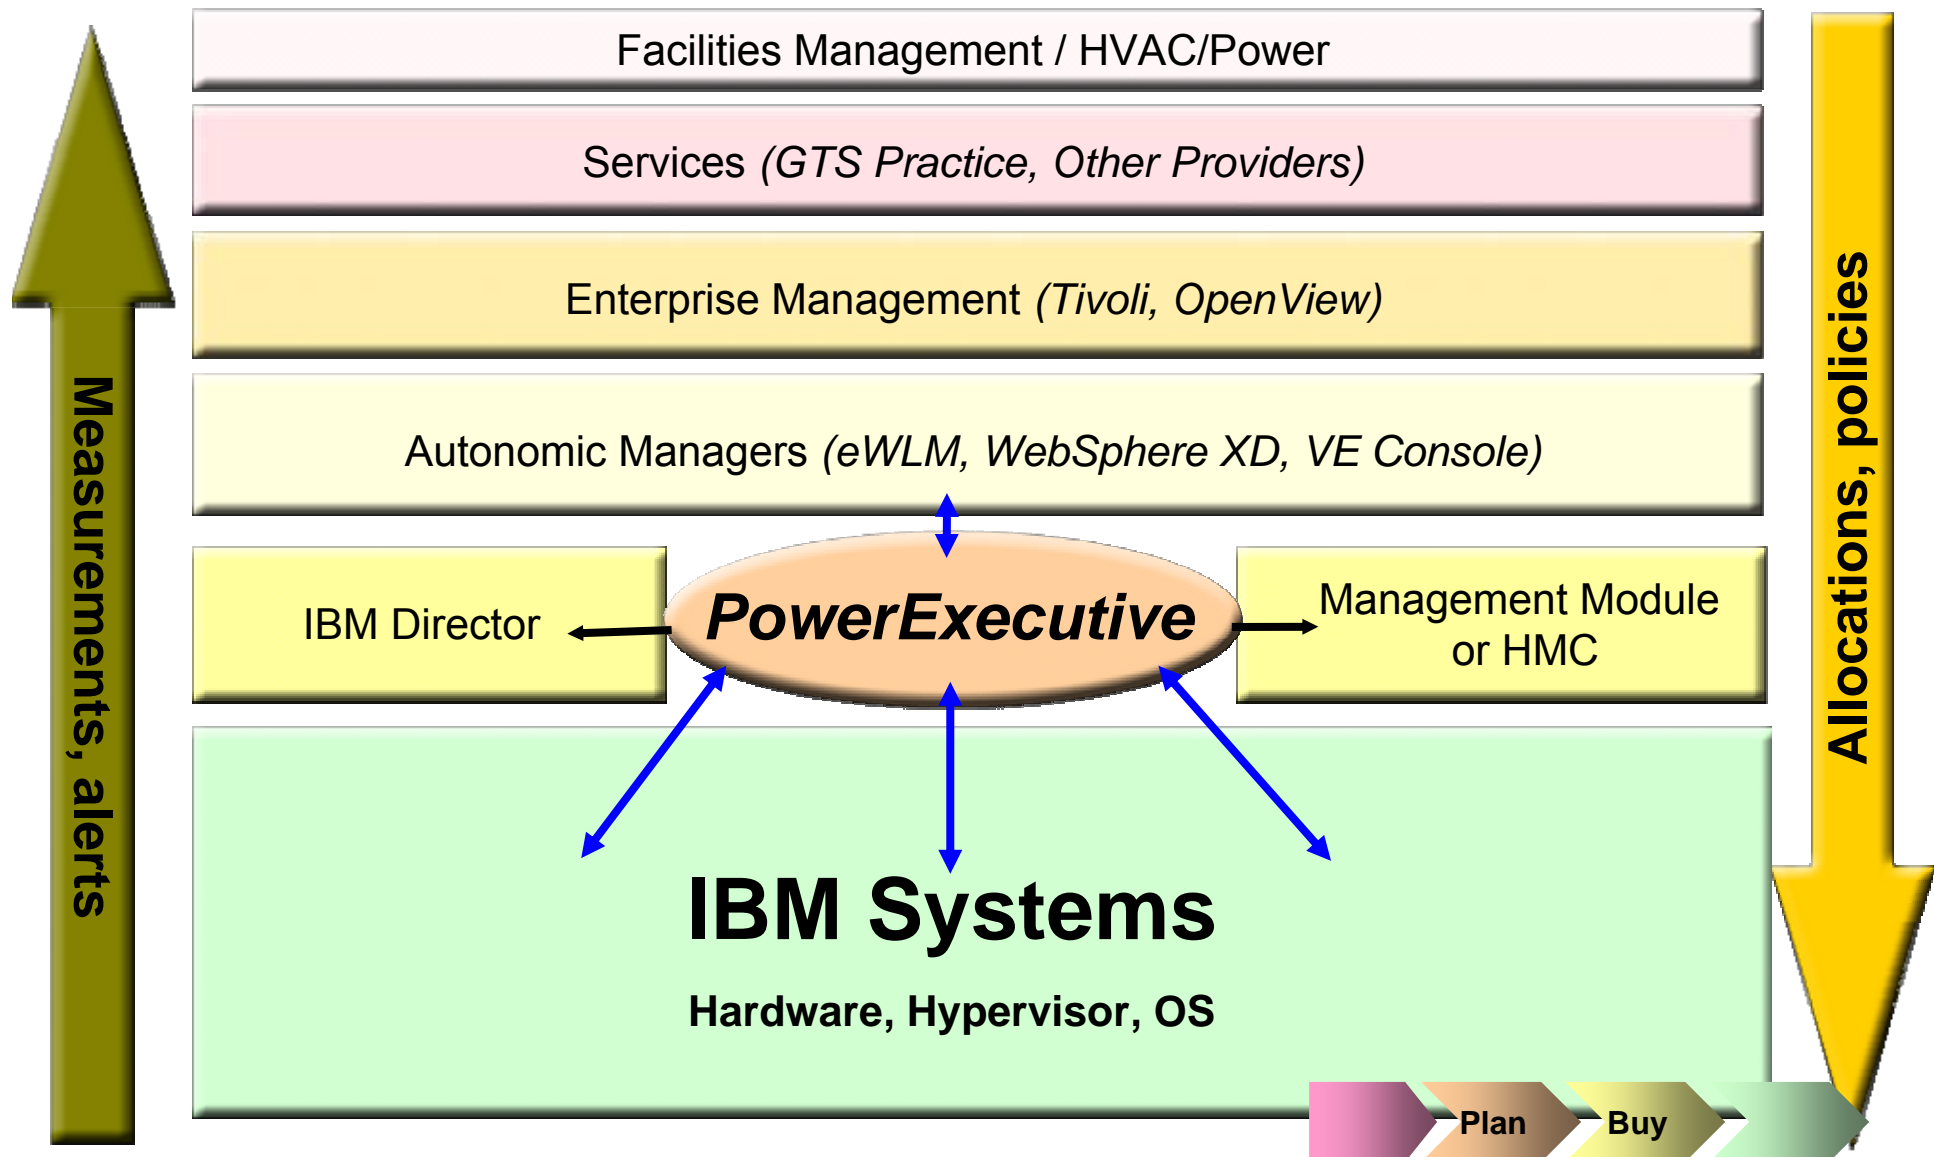 Facilities Management / HVAC/Power
Services (GTS Practice, Other Providers)
Enterprise Management (Tivoli, OpenView)
Autonomic Managers (eWLM, WebSphere XD, VE Console)
IBM Director
PowerExecutive
Management Module
or HMC
IBM Systems
Hardware, Hypervisor, OS
Measurements, alerts
Allocations, policies
Plan
Buy